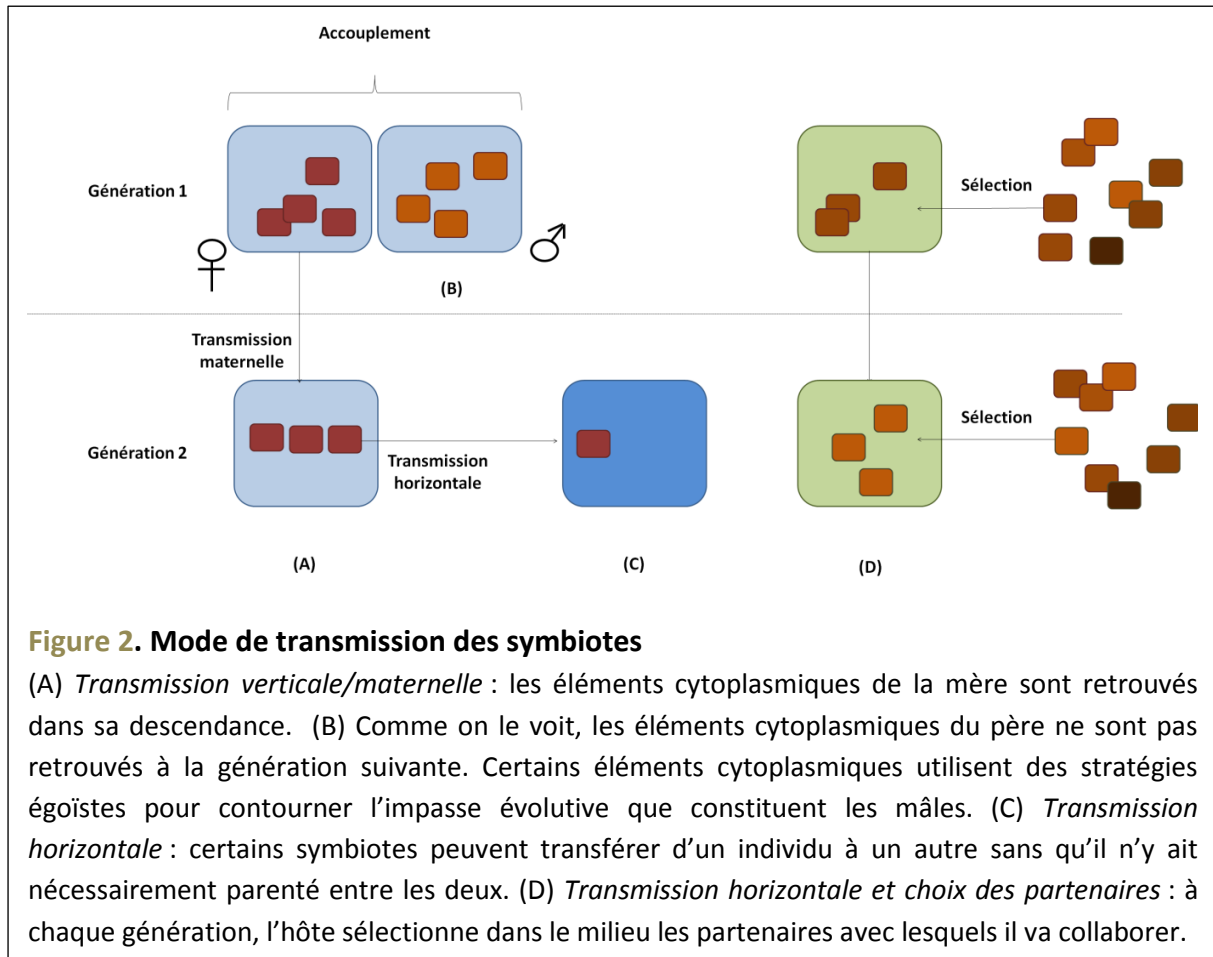 Accouplement
Génération 1
(B)
Sélection
Transmission
maternelle
Génération 2
Transmission
horizontale
Sélection
(A)
(C)
(D)
Figure 2. Mode de transmission des symbiotes
(A) Transmission verticale/maternelle : les éléments cytoplasmiques de la mère sont retrouvés
dans sa descendance. (B) Comme on le voit, les éléments cytoplasmiques du père ne sont pas
retrouvés à la génération suivante. Certains éléments cytoplasmiques utilisent des stratégies
égoïstes pour contourner l’impasse évolutive que constituent les mâles. (C) Transmission
horizontale : certains symbiotes peuvent transférer d’un individu à un autre sans qu’il n’y ait
nécessairement parenté entre les deux. (D) Transmission horizontale et choix des partenaires : à
chaque génération, l’hôte sélectionne dans le milieu les partenaires avec lesquels il va collaborer.